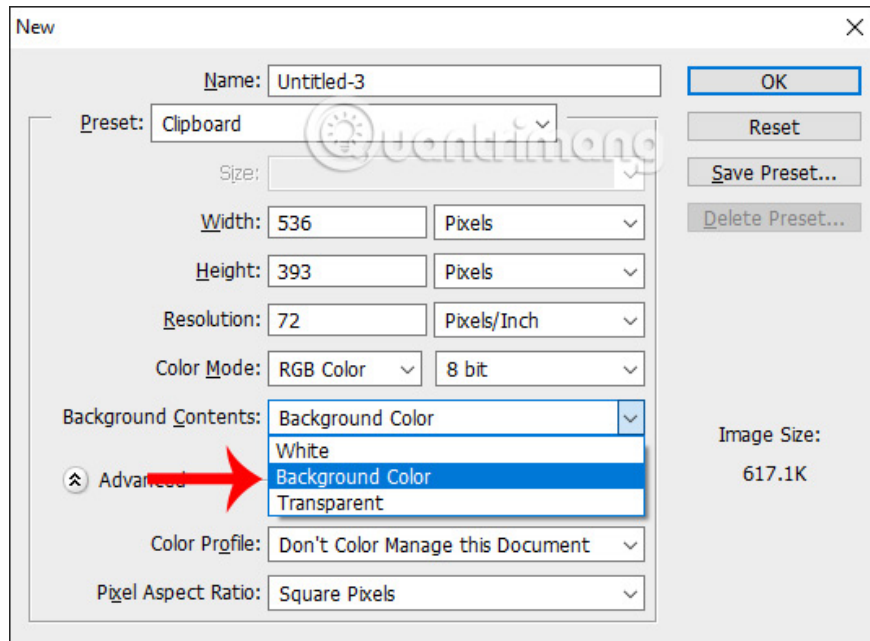 New
Name: Untitled-3
OK
Preset: Clipboard
Reset
Quantrimang
Size:
Save Preset...
Width: 536 Pixels
Delete Preset...
Height: 393 Pixels
Resolution: 72 Pixels/Inch
Color Mode: RGB Color 8 bit
Background Contents: Background Color
Image Size:
White
617.1K
Advanced
Background Color
Transparent
Color Profile: Don't Color Manage this Document
Pixel Aspect Ratio: Square Pixels